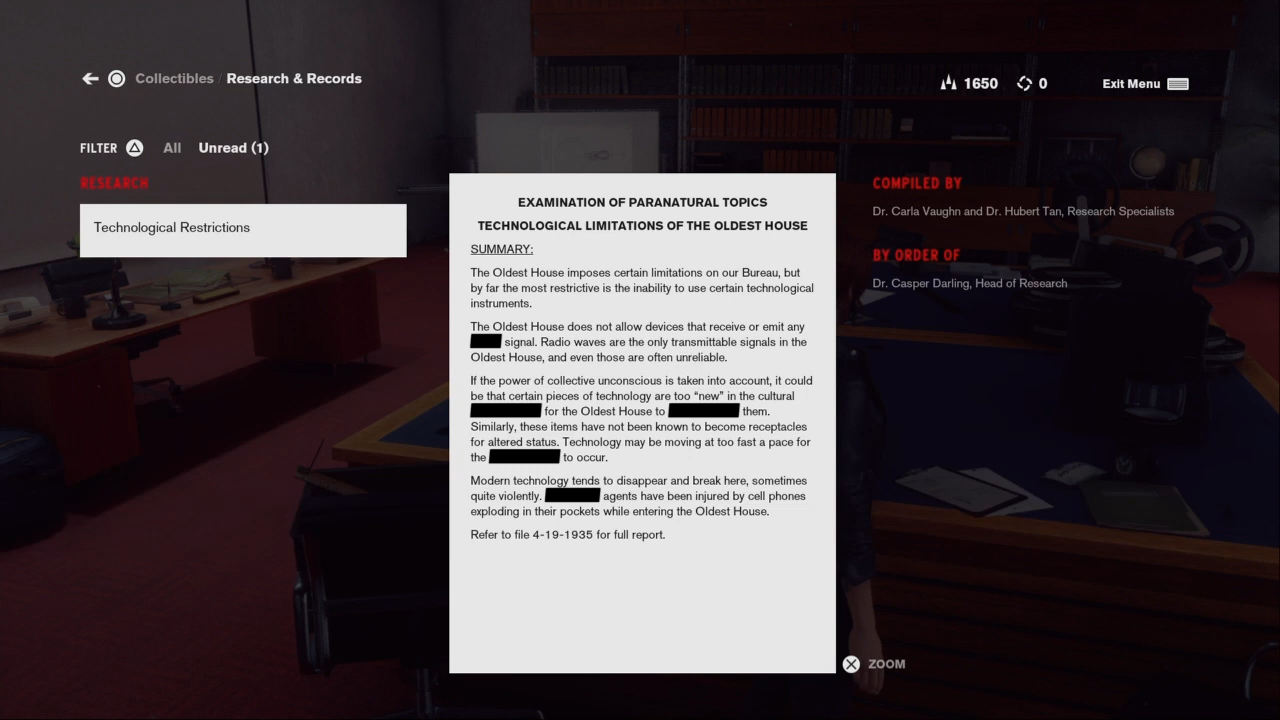 Collectibles / Research & Records
1650
0
Exit Menu
FILTER All Unread (1)
RESEARCH
Technological Restrictions
EXAMINATION OF PARANATURAL TOPICS
TECHNOLOGICAL LIMITATIONS OF THE OLDEST HOUSE
SUMMARY:
The Oldest House imposes certain limitations on our Bureau, but
by far the most restrictive is the inability to use certain technological
instruments.
The Oldest House does not allow devices that receive or emit any
signal. Radio waves are the only transmittable signals in the
Oldest House, and even those are often unreliable.
If the power of collective unconscious is taken into account, it could
be that certain pieces of technology are too “new” in the cultural
for the Oldest House to them.
Similarly, these items have not been known to become receptacles
for altered status. Technology may be moving at too fast a pace for
the to occur.
Modern technology tends to disappear and break here, sometimes
quite violently. agents have been injured by cell phones
exploding in their pockets while entering the Oldest House.
Refer to file 4-19-1935 for full report.
COMPILED BY
Dr. Carla Vaughn and Dr. Hubert Tan, Research Specialists
BY ORDER OF
Dr. Casper Darling, Head of Research
ZOOM